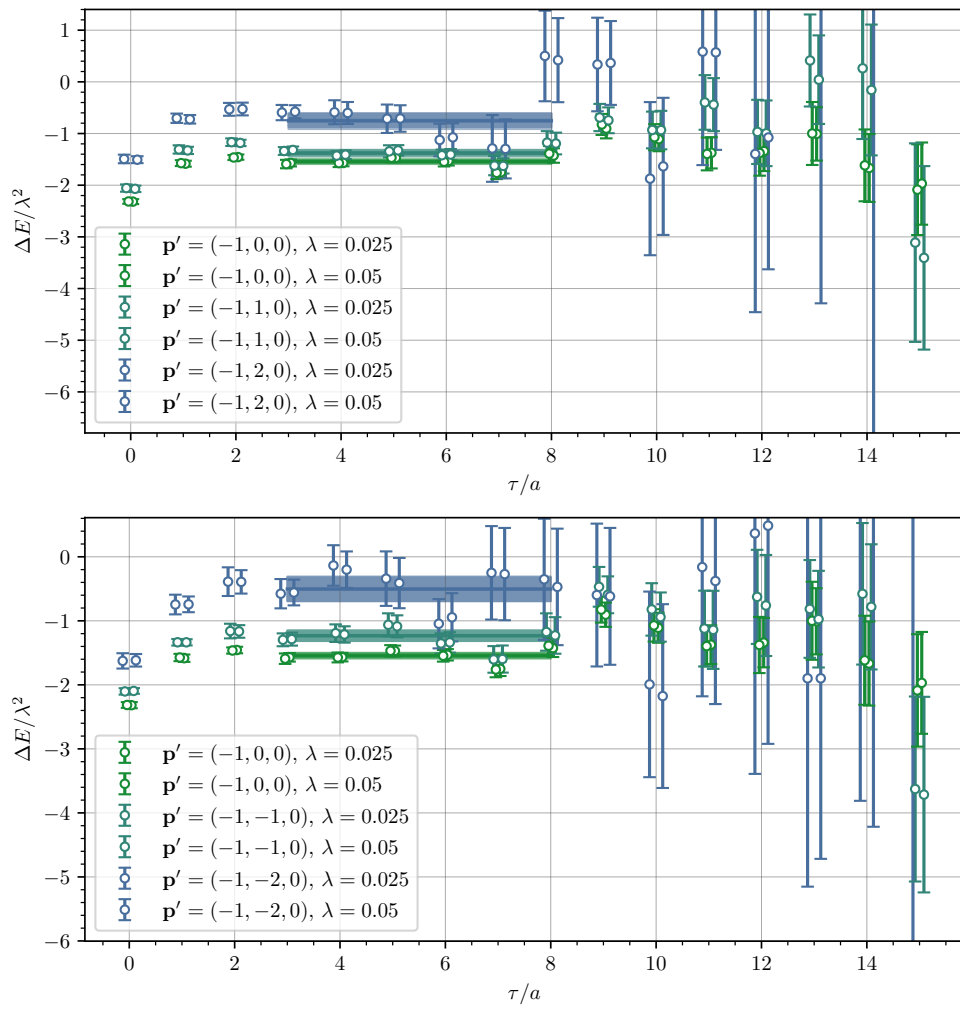 1
0
−1
−2
−3
−4
−5
−6
ΔE/λ²
p′ = (−1, 0, 0), λ = 0.025
p′ = (−1, 0, 0), λ = 0.05
p′ = (−1, 1, 0), λ = 0.025
p′ = (−1, 1, 0), λ = 0.05
p′ = (−1, 2, 0), λ = 0.025
p′ = (−1, 2, 0), λ = 0.05
0 2 4 6 8 10 12 14
τ/a
0
−1
−2
−3
−4
−5
−6
ΔE/λ²
p′ = (−1, 0, 0), λ = 0.025
p′ = (−1, 0, 0), λ = 0.05
p′ = (−1, −1, 0), λ = 0.025
p′ = (−1, −1, 0), λ = 0.05
p′ = (−1, −2, 0), λ = 0.025
p′ = (−1, −2, 0), λ = 0.05
0 2 4 6 8 10 12 14
τ/a